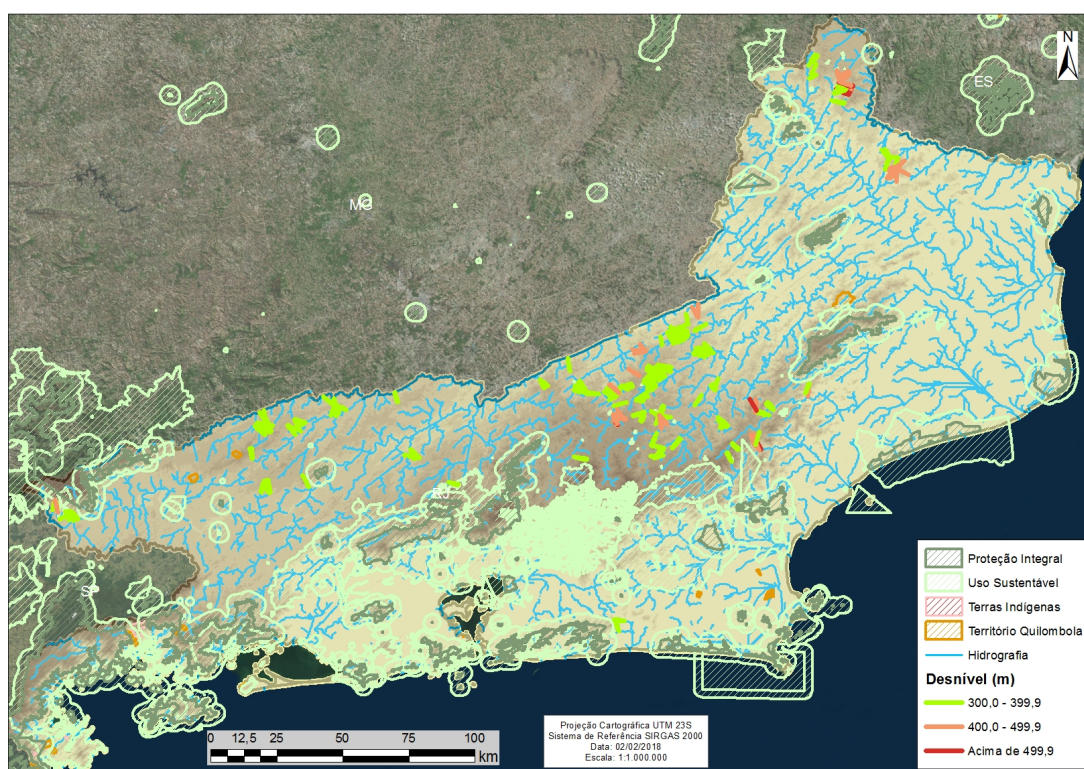 N
ES
MG
RJ
SP
Proteção Integral
Uso Sustentável
Terras Indígenas
Território Quilombola
Hidrografia
Desnível (m)
300,0 - 399,9
400,0 - 499,9
Acima de 499,9
0 12,5 25 50 75 100
km
Projeção Cartográfica UTM 23S
Sistema de Referência SIRGAS 2000
Data: 02/02/2018
Escala: 1:1.000.000